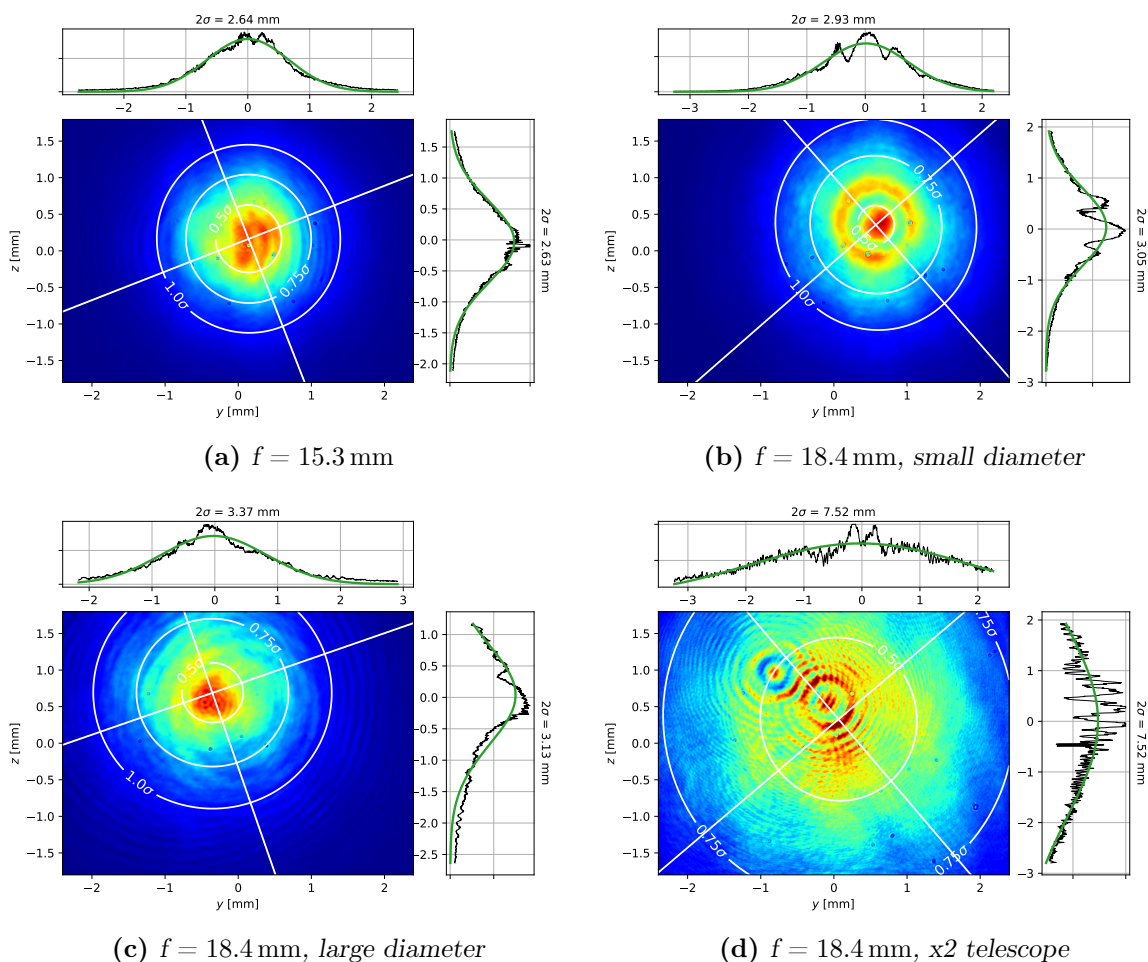 2σ = 2.64 mm
−3 −2 −1 0 1 2
1.5
1.0
0.5
0.0
−0.5
−1.0
−1.5
z [mm]
−2 −1 0 1 2
y [mm]
0.5σ
0.75σ
1.0σ
1.5
1.0
0.5
0.0
−0.5
−1.0
−1.5
−2.0
2σ = 2.63 mm
(a) f = 15.3 mm
2σ = 2.93 mm
−3 −2 −1 0 1 2
1.5
1.0
0.5
0.0
−0.5
−1.0
−1.5
z [mm]
−2 −1 0 1 2
y [mm]
0.5σ
0.75σ
1.0σ
2
1
0
−1
−2
−3
2σ = 3.05 mm
(b) f = 18.4 mm, small diameter
2σ = 3.37 mm
−2 −1 0 1 2 3
1.5
1.0
0.5
0.0
−0.5
−1.0
−1.5
z [mm]
−2 −1 0 1 2
y [mm]
0.5σ
0.75σ
1.0σ
1.0
0.5
0.0
−0.5
−1.0
−1.5
−2.0
−2.5
2σ = 3.13 mm
(c) f = 18.4 mm, large diameter
2σ = 7.52 mm
−3 −2 −1 0 1 2
1.5
1.0
0.5
0.0
−0.5
−1.0
−1.5
z [mm]
−2 −1 0 1 2
y [mm]
0.75σ
0.5σ
0.75σ
0.75σ
2
1
0
−1
−2
−3
2σ = 7.52 mm
(d) f = 18.4 mm, x2 telescope